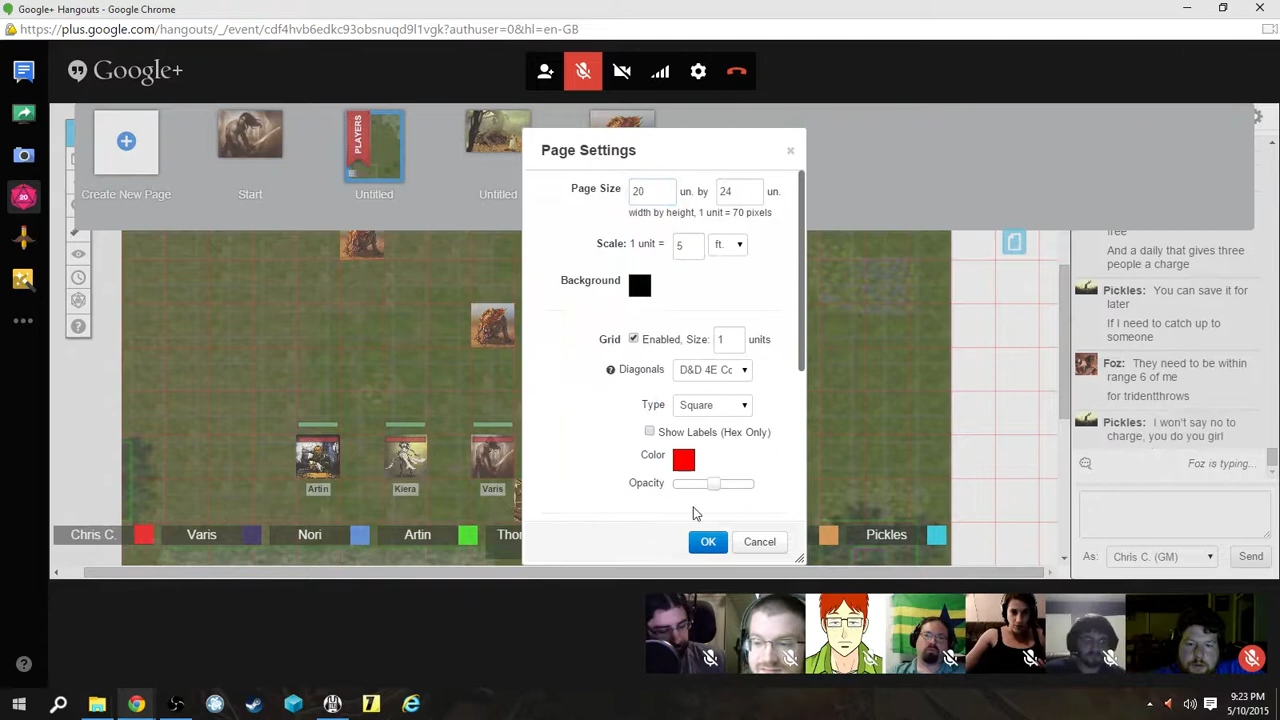 Google+ Hangouts - Google Chrome
https://plus.google.com/hangouts/_/event/cdf4hvb6edkc93obsnuqd9l1vgk?authuser=0&hl=en-GB
Google+
PLAYERS
Create New Page
Start
Untitled
Untitled
Page Settings
Page Size 20 un. by 24 un.
width by height, 1 unit = 70 pixels
Scale: 1 unit = 5 ft.
Background
Grid Enabled, Size: 1 units
Diagonals D&D 4E Cc
Type Square
Show Labels (Hex Only)
Color
Opacity
OK Cancel
Artin
Kiera
Varis
Chris C.
Varis
Nori
Artin
Pickles
free
And a daily that gives three
people a charge
Pickles: You can save it for
later
If I need to catch up to
someone
Foz: They need to be within
range 6 of me
for tridentthrows
Pickles: I won't say no to
charge, you do you girl
Foz is typing...
As: Chris C. (GM) Send
9:23 PM
5/10/2015